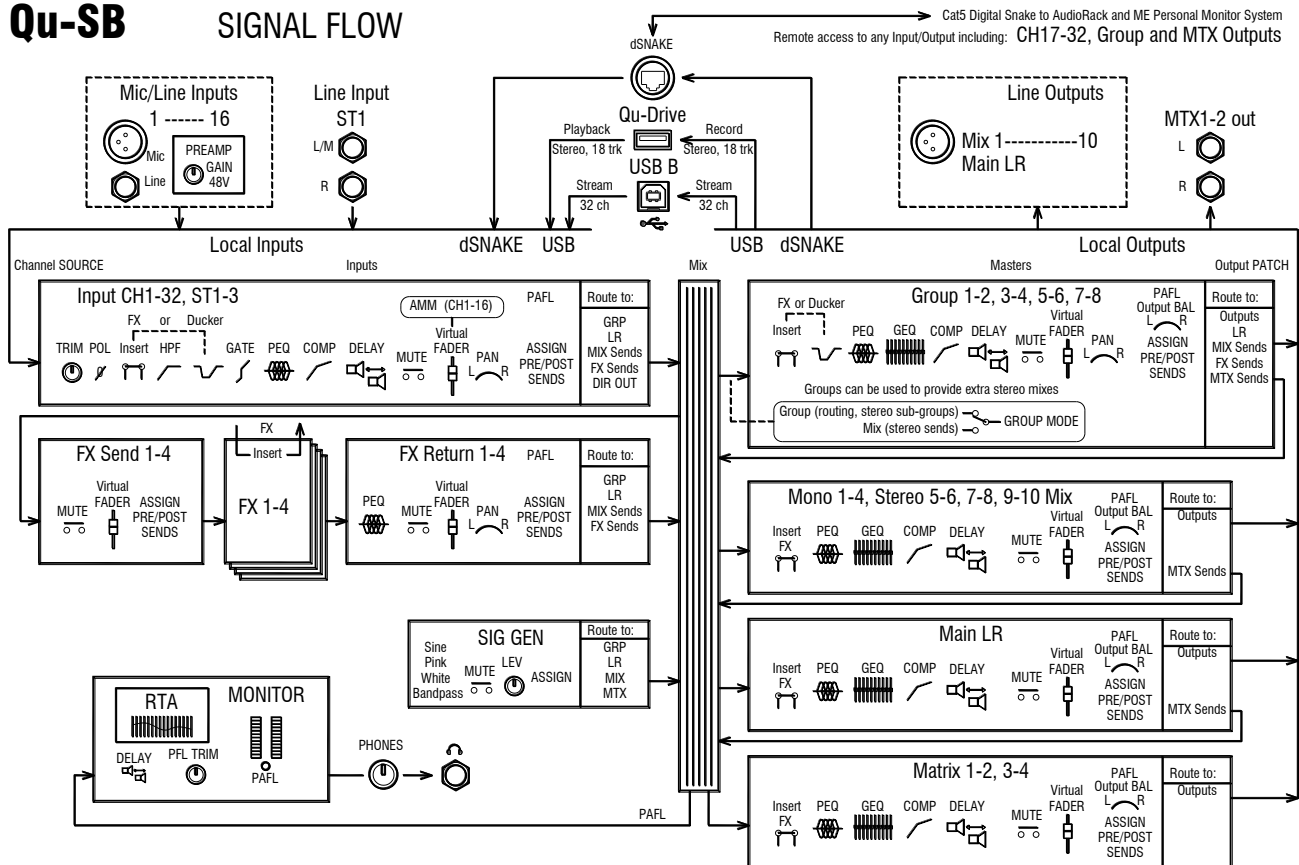 Qu-SB SIGNAL FLOW
Cat5 Digital Snake to AudioRack and ME Personal Monitor System
Remote access to any Input/Output including: CH17-32, Group and MTX Outputs
dSNAKE
Mic/Line Inputs
1 ------ 16
Mic
Line
PREAMP
GAIN
48V
Line Input
ST1
L/M
R
Qu-Drive
Playback
Stereo, 18 trk
Record
Stereo, 18 trk
USB B
Stream
32 ch
Stream
32 ch
Line Outputs
Mix 1-----------10
Main LR
MTX1-2 out
L
R
Local Inputs
dSNAKE USB
USB dSNAKE
Local Outputs
Channel SOURCE
Inputs
Mix
Masters
Output PATCH
Input CH1-32, ST1-3
AMM (CH1-16)
PAFL
FX or Ducker
TRIM POL Insert HPF GATE PEQ COMP DELAY MUTE
Virtual
FADER
PAN
L R
ASSIGN
PRE/POST
SENDS
Route to:
GRP
LR
MIX Sends
FX Sends
DIR OUT
Group 1-2, 3-4, 5-6, 7-8
FX or Ducker
Insert PEQ GEQ COMP DELAY MUTE
Virtual
FADER
PAN
L R
PAFL
Output BAL
L R
ASSIGN
PRE/POST
SENDS
Route to:
Outputs
LR
MIX Sends
FX Sends
MTX Sends
Groups can be used to provide extra stereo mixes
Group (routing, stereo sub-groups)
Mix (stereo sends)
GROUP MODE
FX Send 1-4
MUTE
Virtual
FADER
ASSIGN
PRE/POST
SENDS
FX
Insert
FX 1-4
FX Return 1-4
PAFL
PEQ
MUTE
Virtual
FADER
PAN
L R
ASSIGN
PRE/POST
SENDS
Route to:
GRP
LR
MIX Sends
FX Sends
Mono 1-4, Stereo 5-6, 7-8, 9-10 Mix
Insert
FX
PEQ GEQ COMP DELAY
MUTE
Virtual
FADER
PAFL
Output BAL
L R
ASSIGN
PRE/POST
SENDS
Route to:
Outputs
MTX Sends
SIG GEN
Sine
Pink
White
Bandpass
MUTE
LEV
ASSIGN
Route to:
GRP
LR
MIX
MTX
Main LR
Insert
FX
PEQ GEQ COMP DELAY
MUTE
Virtual
FADER
PAFL
Output BAL
L R
ASSIGN
PRE/POST
SENDS
Route to:
Outputs
MTX Sends
RTA
MONITOR
DELAY
PFL TRIM
PAFL
PHONES
PAFL
Matrix 1-2, 3-4
Insert
FX
PEQ GEQ COMP DELAY
MUTE
Virtual
FADER
PAFL
Output BAL
L R
ASSIGN
PRE/POST
SENDS
Route to:
Outputs